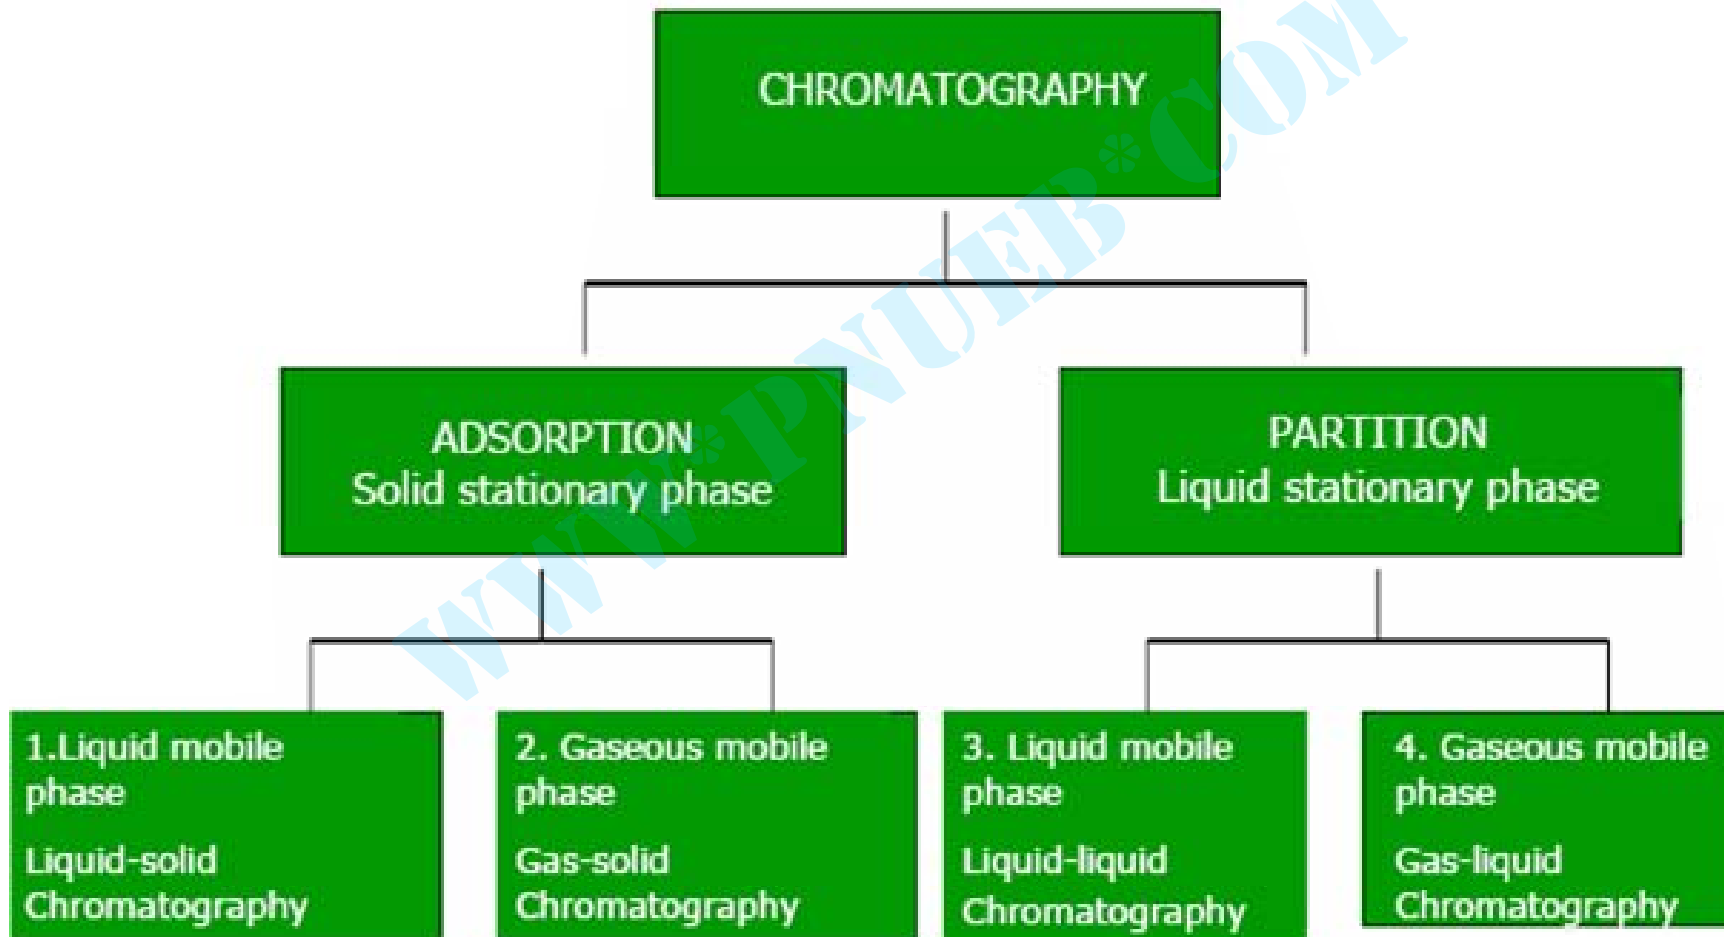 CHROMATOGRAPHY
ADSORPTION
Solid stationary phase
PARTITION
Liquid stationary phase
1.Liquid mobile
phase
Liquid-solid
Chromatography
2. Gaseous mobile
phase
Gas-solid
Chromatography
3. Liquid mobile
phase
Liquid-liquid
Chromatography
4. Gaseous mobile
phase
Gas-liquid
Chromatography
WWW*PNUEB*COM